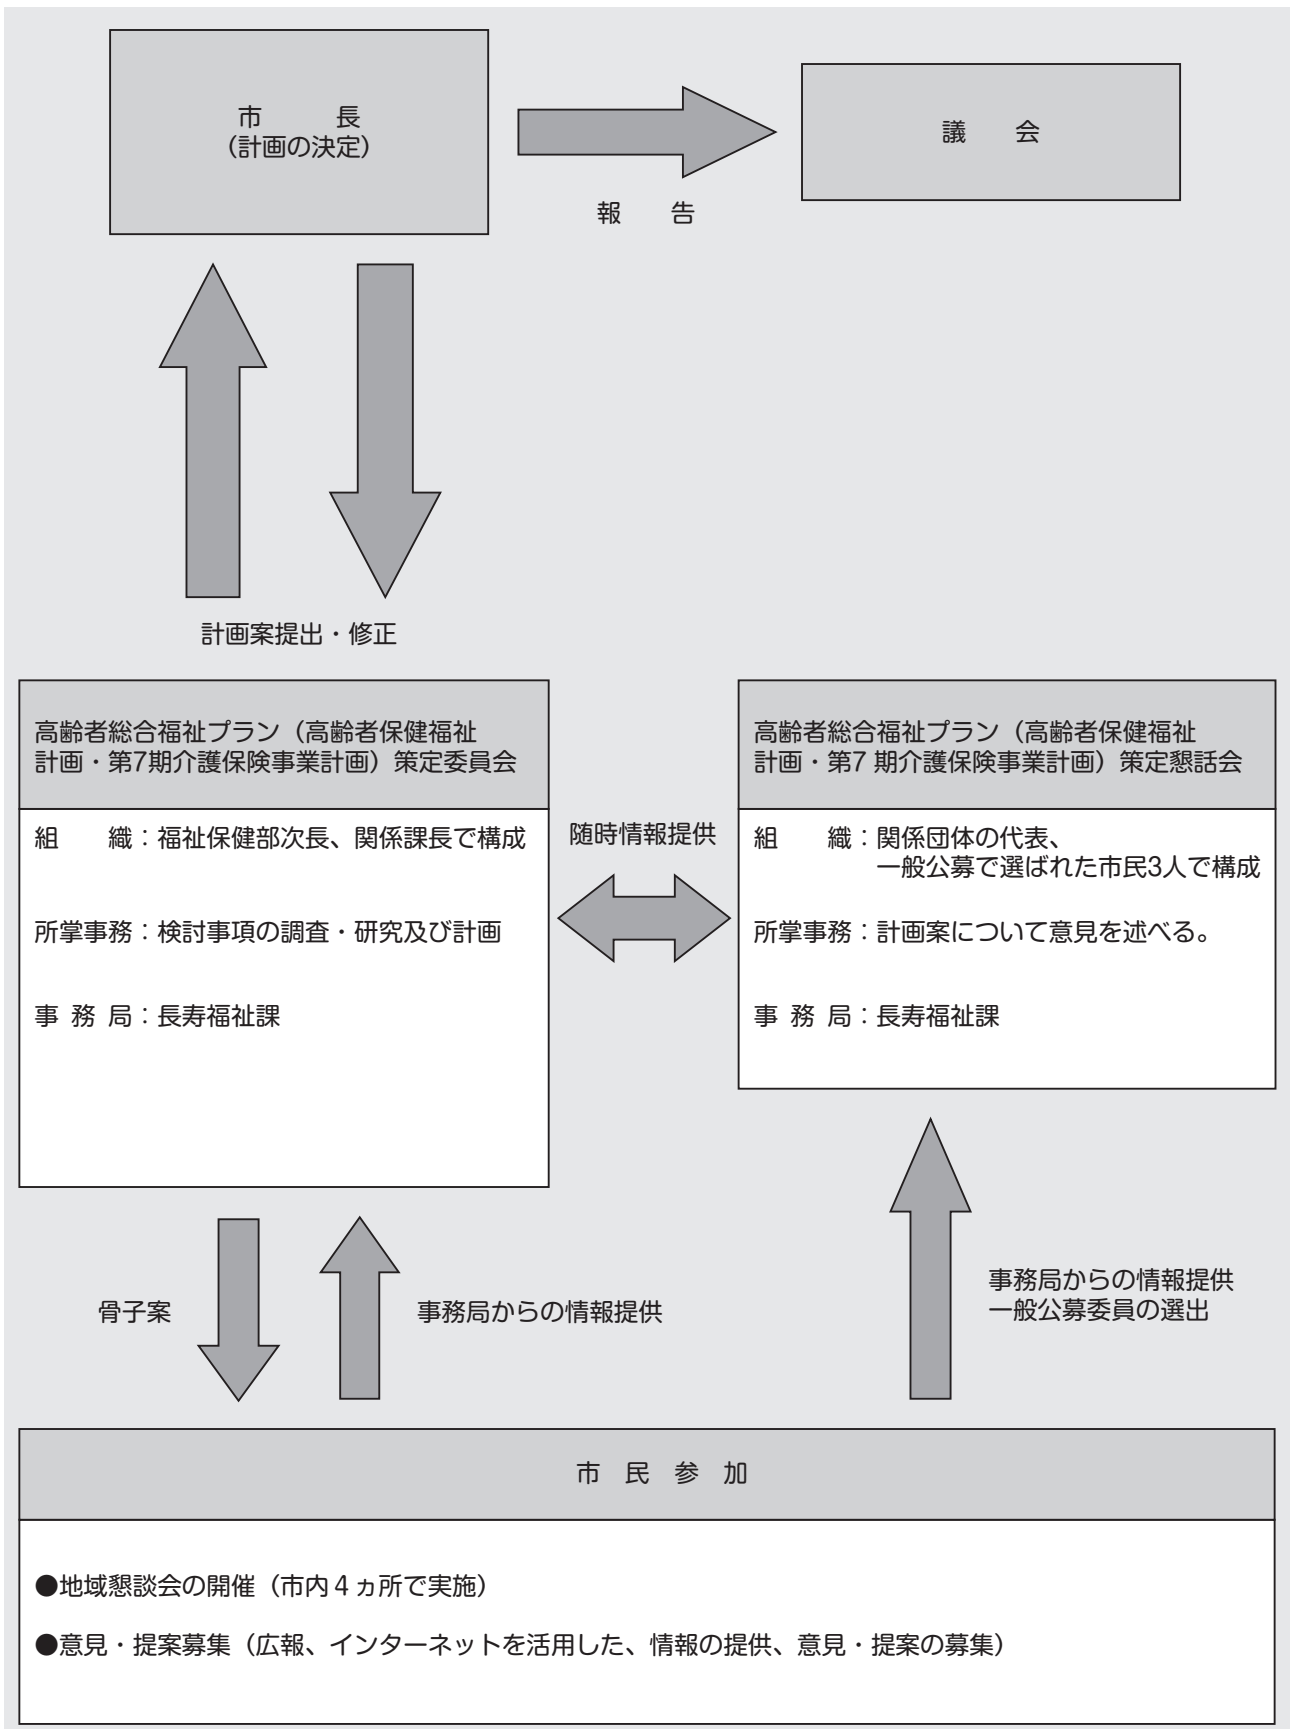 市　　　長
（計画の決定）
議　　会
報　　告
計画案提出・修正
高齢者総合福祉プラン（高齢者保健福祉
計画・第7期介護保険事業計画）策定委員会
組　　織：福祉保健部次長、関係課長で構成
所掌事務：検討事項の調査・研究及び計画
事 務 局：長寿福祉課
随時情報提供
高齢者総合福祉プラン（高齢者保健福祉
計画・第7 期介護保険事業計画）策定懇話会
組　　織：関係団体の代表、
一般公募で選ばれた市民3人で構成
所掌事務：計画案について意見を述べる。
事 務 局：長寿福祉課
骨子案
事務局からの情報提供
事務局からの情報提供
一般公募委員の選出
市　民　参　加
●地域懇談会の開催（市内４ヵ所で実施）
●意見・提案募集（広報、インターネットを活用した、情報の提供、意見・提案の募集）